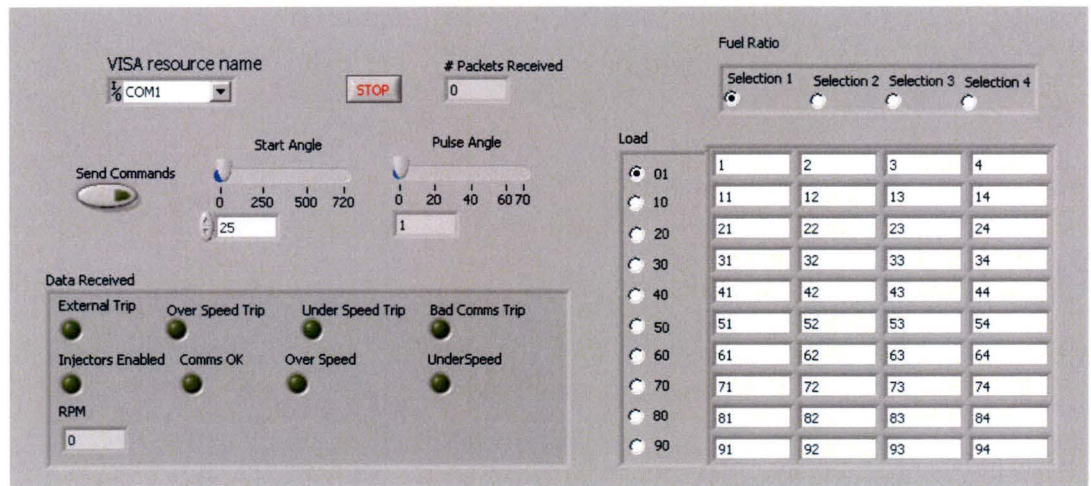 Fuel Ratio
VISA resource name
# Packets Received
Selection 1 Selection 2 Selection 3 Selection 4
I/O COM1
STOP
0
Start Angle
Pulse Angle
Load
Send Commands
0 250 500 720
0 20 40 60 70
25
1
01 1 2 3 4
10 11 12 13 14
20 21 22 23 24
30 31 32 33 34
40 41 42 43 44
50 51 52 53 54
60 61 62 63 64
70 71 72 73 74
80 81 82 83 84
90 91 92 93 94
Data Received
External Trip Over Speed Trip Under Speed Trip Bad Comms Trip
Injectors Enabled Comms OK Over Speed UnderSpeed
RPM
0